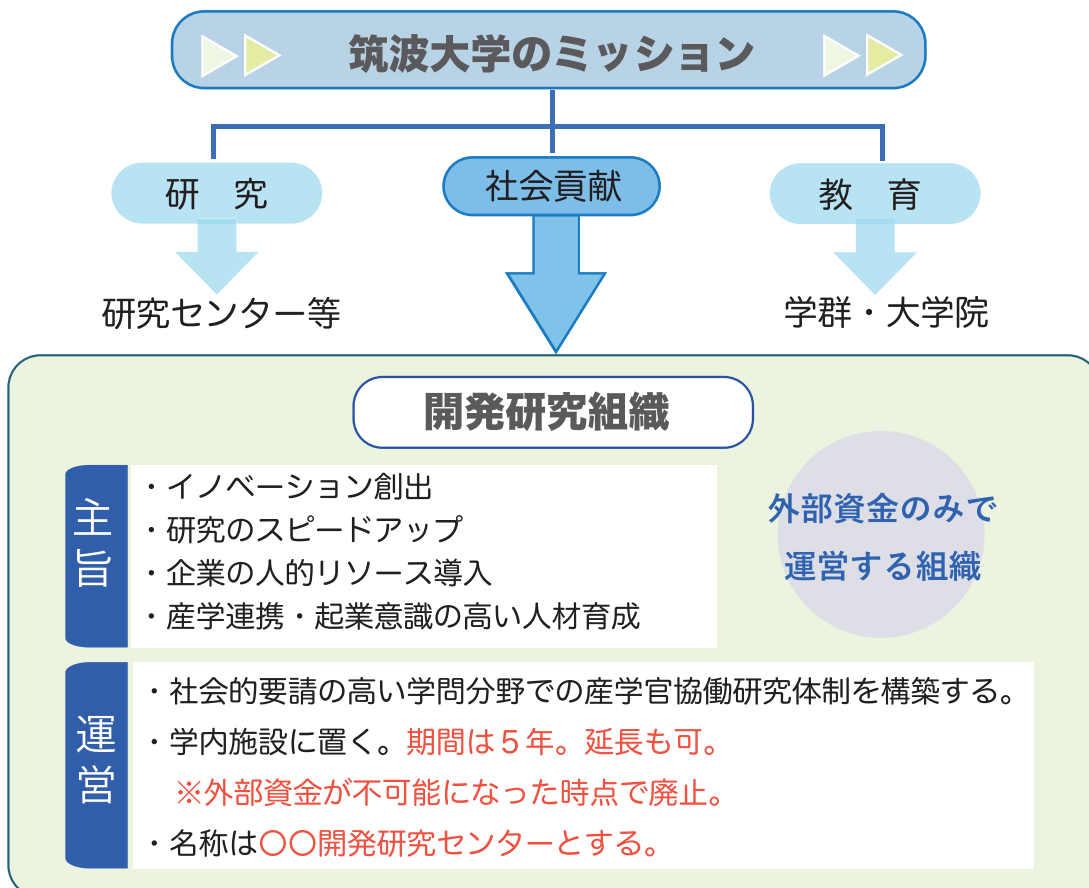 筑波大学のミッション
研　究
社会貢献
教　育
研究センター等
学群・大学院
開発研究組織
主旨
・イノベーション創出
・研究のスピードアップ
・企業の人的リソース導入
・産学連携・起業意識の高い人材育成
外部資金のみで
運営する組織
運営
・社会的要請の高い学問分野での産学官協働研究体制を構築する。
・学内施設に置く。期間は５年。延長も可。
※外部資金が不可能になった時点で廃止。
・名称は〇〇開発研究センターとする。